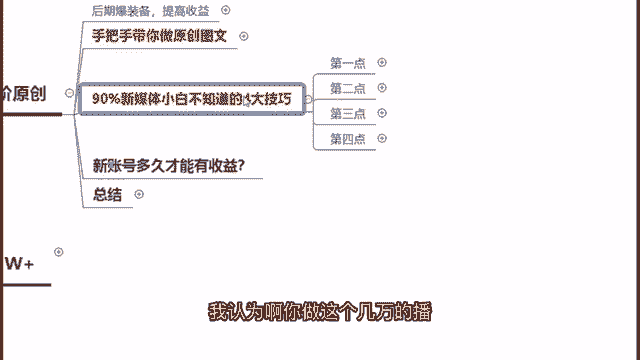 后期爆装备，提高收益
手把手带你做原创图文
阶原创
90%新媒体小白不知道的4大技巧
第一点
第二点
第三点
第四点
新账号多久才能有收益？
总结
W+
我认为啊你做这个几万的播